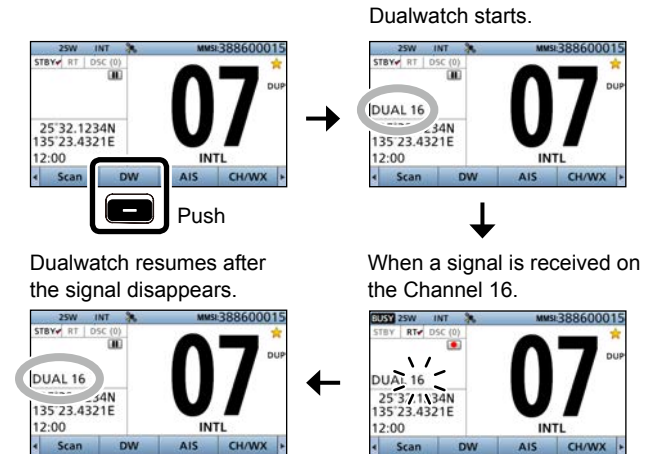 25W INT MMSI:388600015
STBY RT DSC (0)
07
DUP
25°32.1234N
135°23.4321E
12:00
INTL
Scan DW AIS CH/WX
Push
Dualwatch starts.
25W INT MMSI:388600015
STBY RT DSC (0)
07
DUP
DUAL 16
34N
135°23.4321E
12:00
INTL
Scan DW AIS CH/WX
When a signal is received on
the Channel 16.
BUSY 25W INT MMSI:388600015
STBY RT DSC (0)
07
DUP
DUAL 16
34N
135°23.4321E
12:00
INTL
Scan DW AIS CH/WX
Dualwatch resumes after
the signal disappears.
25W INT MMSI:388600015
STBY RT DSC (0)
07
DUP
DUAL 16
34N
135°23.4321E
12:00
INTL
Scan DW AIS CH/WX